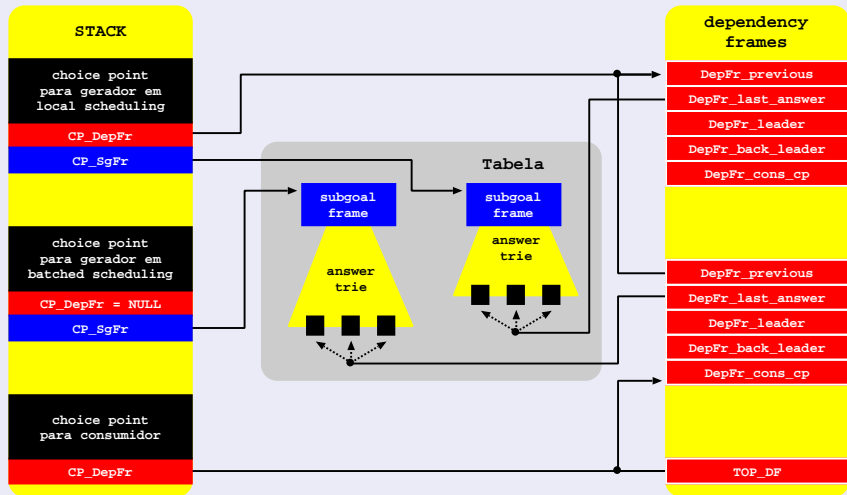 STACK
choice point
para gerador em
local scheduling
CP_DepFr
CP_SgFr
choice point
para gerador em
batched scheduling
CP_DepFr = NULL
CP_SgFr
choice point
para consumidor
CP_DepFr
Tabela
subgoal
frame
answer
trie
subgoal
frame
answer
trie
dependency
frames
DepFr_previous
DepFr_last_answer
DepFr_leader
DepFr_back_leader
DepFr_cons_cp
DepFr_previous
DepFr_last_answer
DepFr_leader
DepFr_back_leader
DepFr_cons_cp
TOP_DF